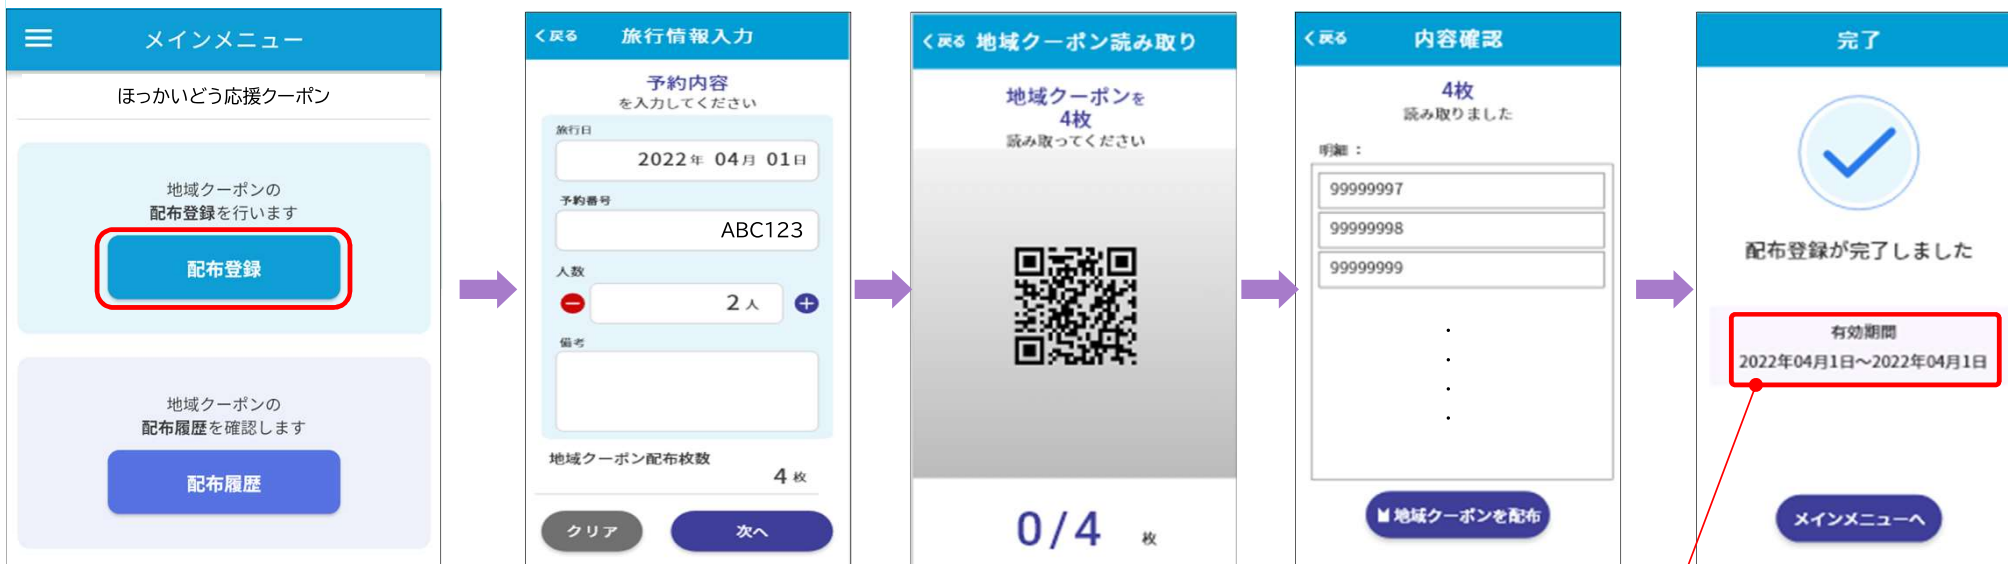 メインメニュー
ほっかいどう応援クーポン
地域クーポンの
配布登録を行います
配布登録
地域クーポンの
配布履歴を確認します
配布履歴
く戻る 旅行情報入力
予約内容
を入力してください
旅行日
2022年 04月 01日
予約番号
ABC123
人数
2人
備考
地域クーポン配布枚数
4 枚
クリア 次へ
く戻る 地域クーポン読み取り
地域クーポンを
4枚
読み取ってください
0/4 枚
く戻る 内容確認
4枚
読み取りました
明細：
99999997
99999998
99999999
・
・
・
・
地域クーポンを配布
完了
配布登録が完了しました
有効期間
2022年04月1日～2022年04月1日
メインメニューへ